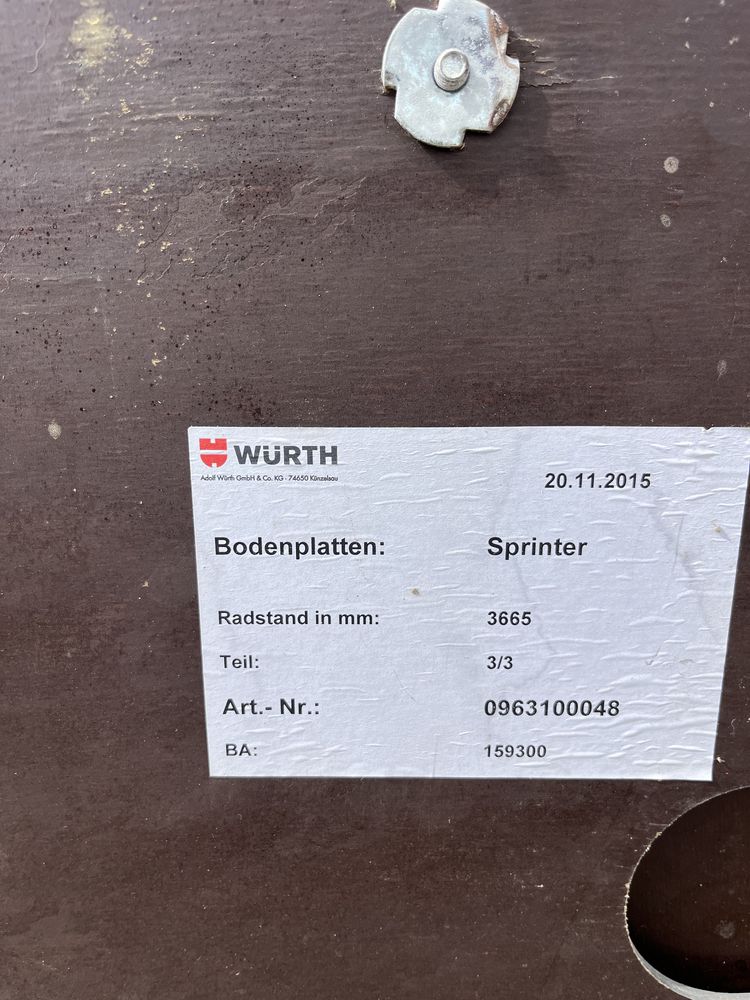 WÜRTH
Adolf Würth GmbH & Co. KG · 74650 Künzelsau
20.11.2015
Bodenplatten: Sprinter
Radstand in mm: 3665
Teil: 3/3
Art.- Nr.: 0963100048
BA: 159300